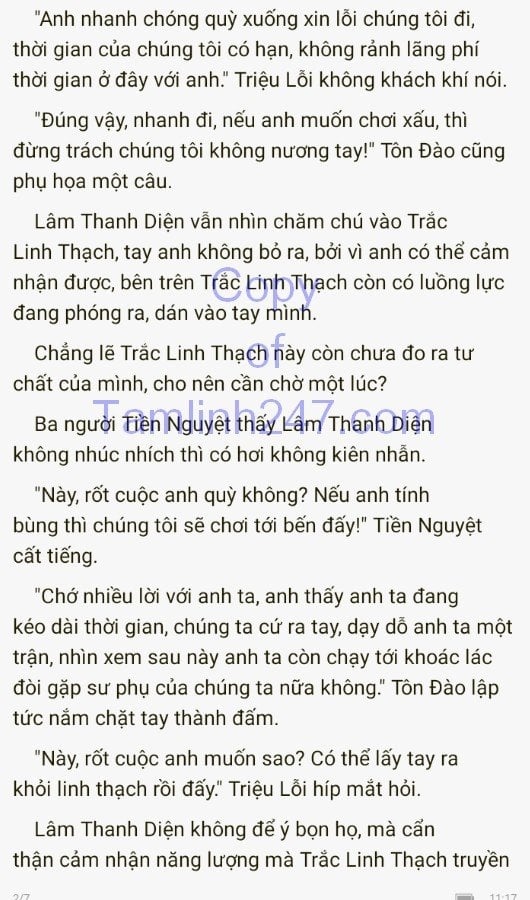 "Anh nhanh chóng quỳ xuống xin lỗi chúng tôi đi,
thời gian của chúng tôi có hạn, không rảnh lãng phí
thời gian ở đây với anh." Triệu Lỗi không khách khí nói.
"Đúng vậy, nhanh đi, nếu anh muốn chơi xấu, thì
đừng trách chúng tôi không nương tay!" Tôn Đào cũng
phụ họa một câu.
Lâm Thanh Diện vẫn nhìn chăm chú vào Trắc
Linh Thạch, tay anh không bỏ ra, bởi vì anh có thể cảm
nhận được, bên trên Trắc Linh Thạch còn có luồng lực
đang phóng ra, dán vào tay mình.
Chẳng lẽ Trắc Linh Thạch này còn chưa đo ra tư
chất của mình, cho nên cần chờ một lúc?
Ba người Tiền Nguyệt thấy Lâm Thanh Diện
không nhúc nhích thì có hơi không kiên nhẫn.
"Này, rốt cuộc anh quỳ không? Nếu anh tính
bùng thì chúng tôi sẽ chơi tới bến đấy!" Tiền Nguyệt
cất tiếng.
"Chớ nhiều lời với anh ta, anh thấy anh ta đang
kéo dài thời gian, chúng ta cứ ra tay, dạy dỗ anh ta một
trận, nhìn xem sau này anh ta còn chạy tới khoác lác
đòi gặp sư phụ của chúng ta nữa không." Tôn Đào lập
tức nắm chặt tay thành đấm.
"Này, rốt cuộc anh muốn sao? Có thể lấy tay ra
khỏi linh thạch rồi đấy." Triệu Lỗi híp mắt hỏi.
Lâm Thanh Diện không để ý bọn họ, mà cẩn
thận cảm nhận năng lượng mà Trắc Linh Thạch truyền
Copy
of
Tamlinh247.com
2/7
11:17